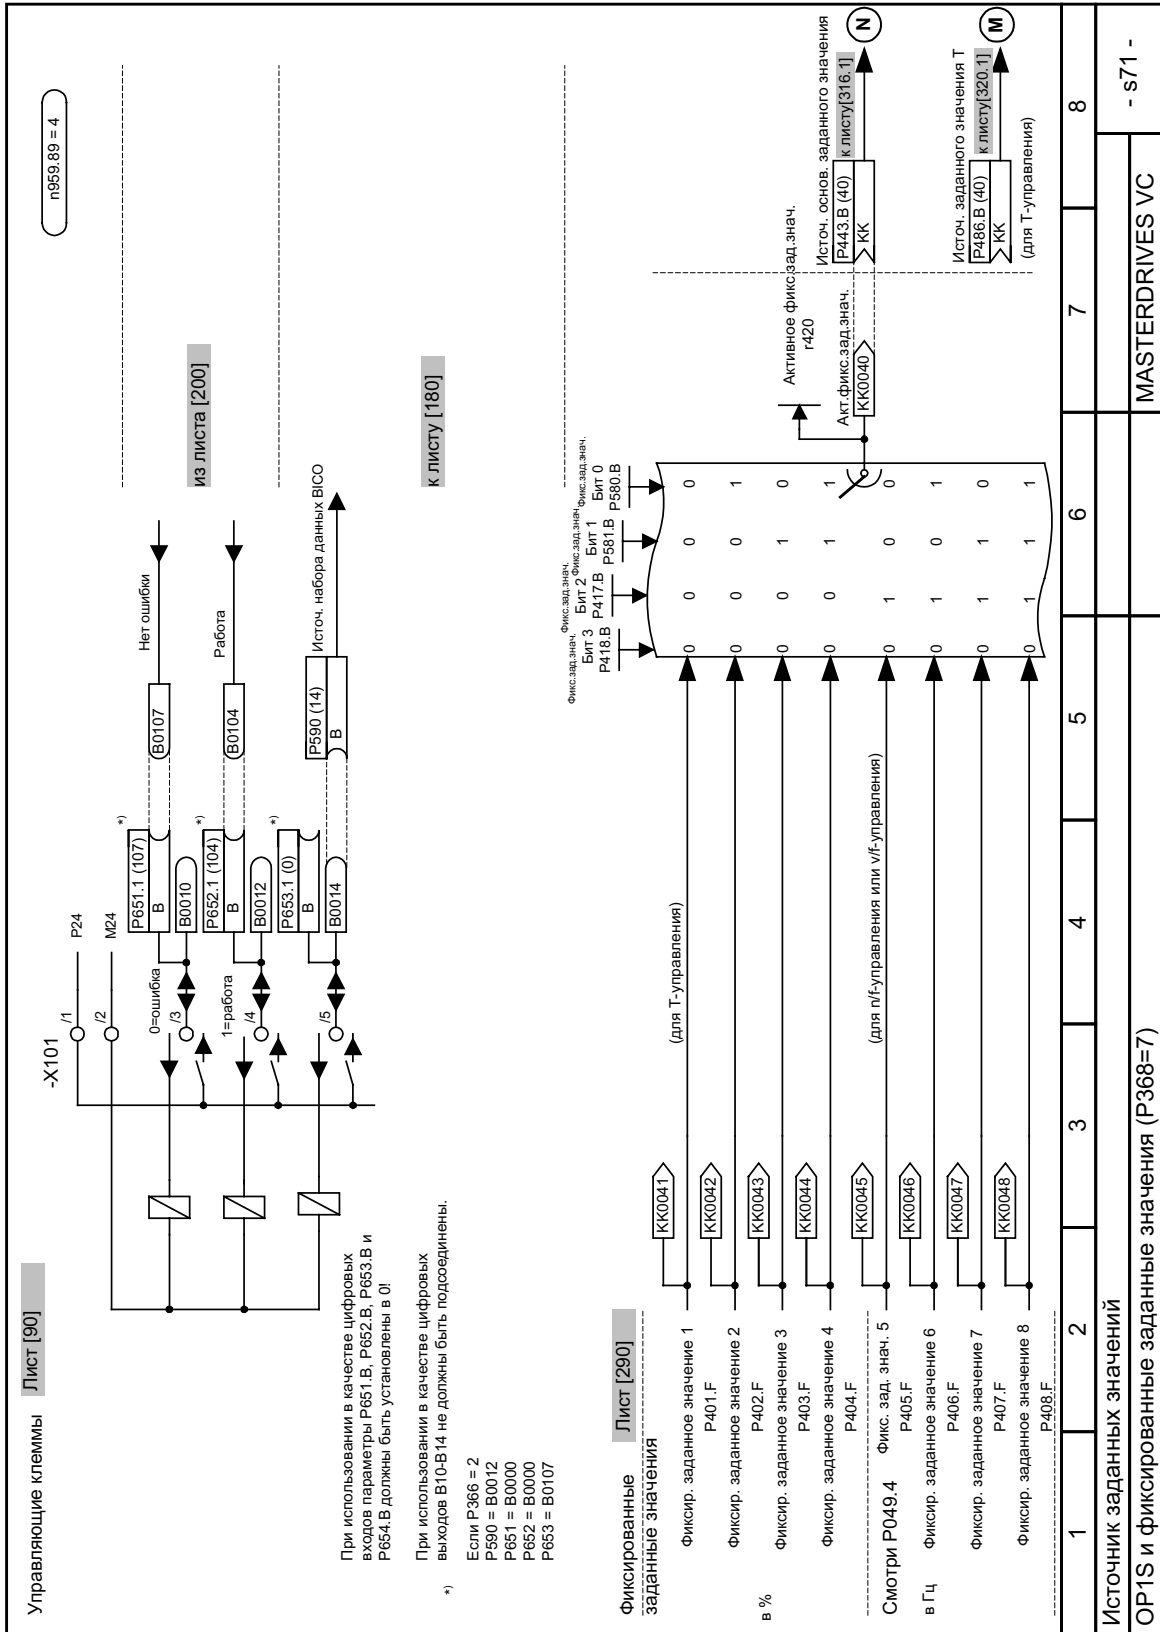 Управляющие клеммы
Лист [90]
n959.89 = 4
-X101
/1
P24
/2
M24
0=ошибка
/3
P651.1 (107)
*)
B
B0010
B0107
Нет ошибки
1=работа
/4
P652.1 (104)
*)
B
B0012
B0104
Работа
/5
P653.1 (0)
*)
B
B0014
P590 (14)
B
Источ. набора данных BICO
из листа [200]
к листу [180]
При использовании в качестве цифровых
входов параметры P651.B, P652.B, P653.B и
P654.B должны быть установлены в 0!
*)
При использовании в качестве цифровых
выходов B10-B14 не должны быть подсоединены.
Если P366 = 2
P590 = B0012
P651 = B0000
P652 = B0000
P653 = B0107
Фиксированные
заданные значения
Лист [290]
Фикс.зад.знач.
Бит 3
P418.B
Фикс.зад.знач.
Бит 2
P417.B
Фикс.зад.знач.
Бит 1
P581.B
Фикс.зад.знач.
Бит 0
P580.B
в %
Фиксир. заданное значение 1
P401.F
KK0041
(для T-управления)
0 0 0 0
Фиксир. заданное значение 2
P402.F
KK0042
0 0 0 1
Фиксир. заданное значение 3
P403.F
KK0043
0 0 1 0
Фиксир. заданное значение 4
P404.F
KK0044
0 0 1 1
Смотри P049.4
в Гц
Фикс. зад. знач. 5
P405.F
KK0045
(для n/f-управления или v/f-управления)
0 1 0 0
Фиксир. заданное значение 6
P406.F
KK0046
0 1 0 1
Фиксир. заданное значение 7
P407.F
KK0047
0 1 1 0
Фиксир. заданное значение 8
P408.F
KK0048
0 1 1 1
Активное фикс.зад.знач.
r420
Акт.фикс.зад.знач.
KK0040
Источ. основ. заданного значения
P443.B (40)
к листу[316.1]
KK
N
Источ. заданного значения T
P486.B (40)
к листу[320.1]
KK
M
(для T-управления)
1 2 3 4 5 6 7 8
Источник заданных значений
- s71 -
OP1S и фиксированные заданные значения (P368=7)
MASTERDRIVES VC